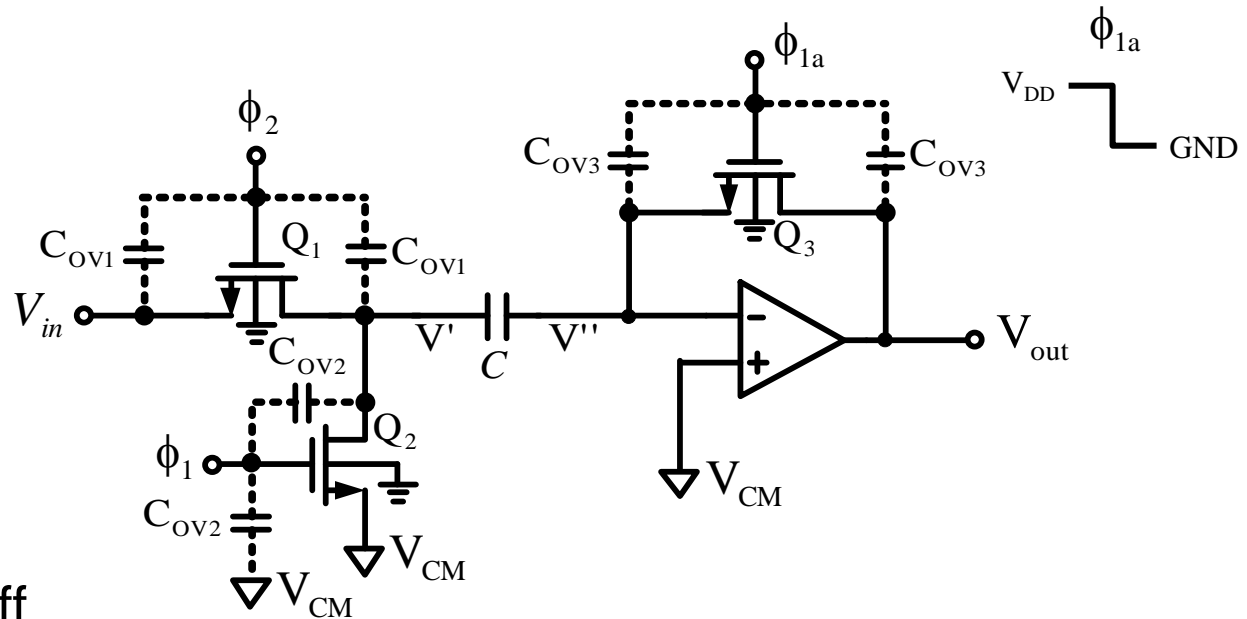 ϕ1a
VDD
GND
ϕ1a
COV3
COV3
Q3
ϕ2
COV1
Q1
COV1
Vin
V'
C
V''
Vout
COV2
Q2
ϕ1
VCM
COV2
VCM
VCM
ff